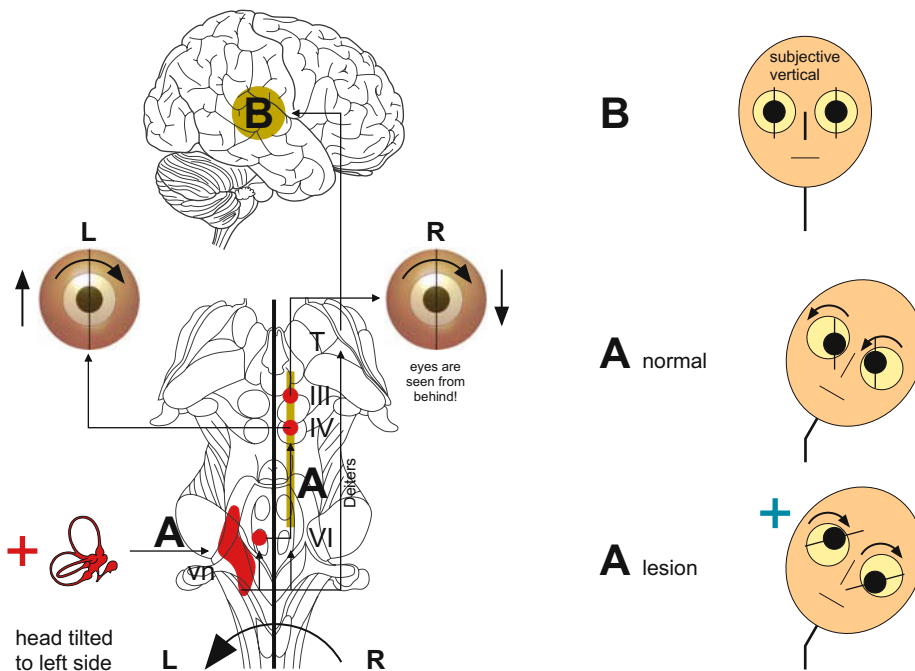 B
L
R
T
eyes are
seen from
behind!
III
IV
A
Deiters
VI
+
A
vn
head tilted
to left side
L
R
B
subjective
vertical
A normal
+
A lesion